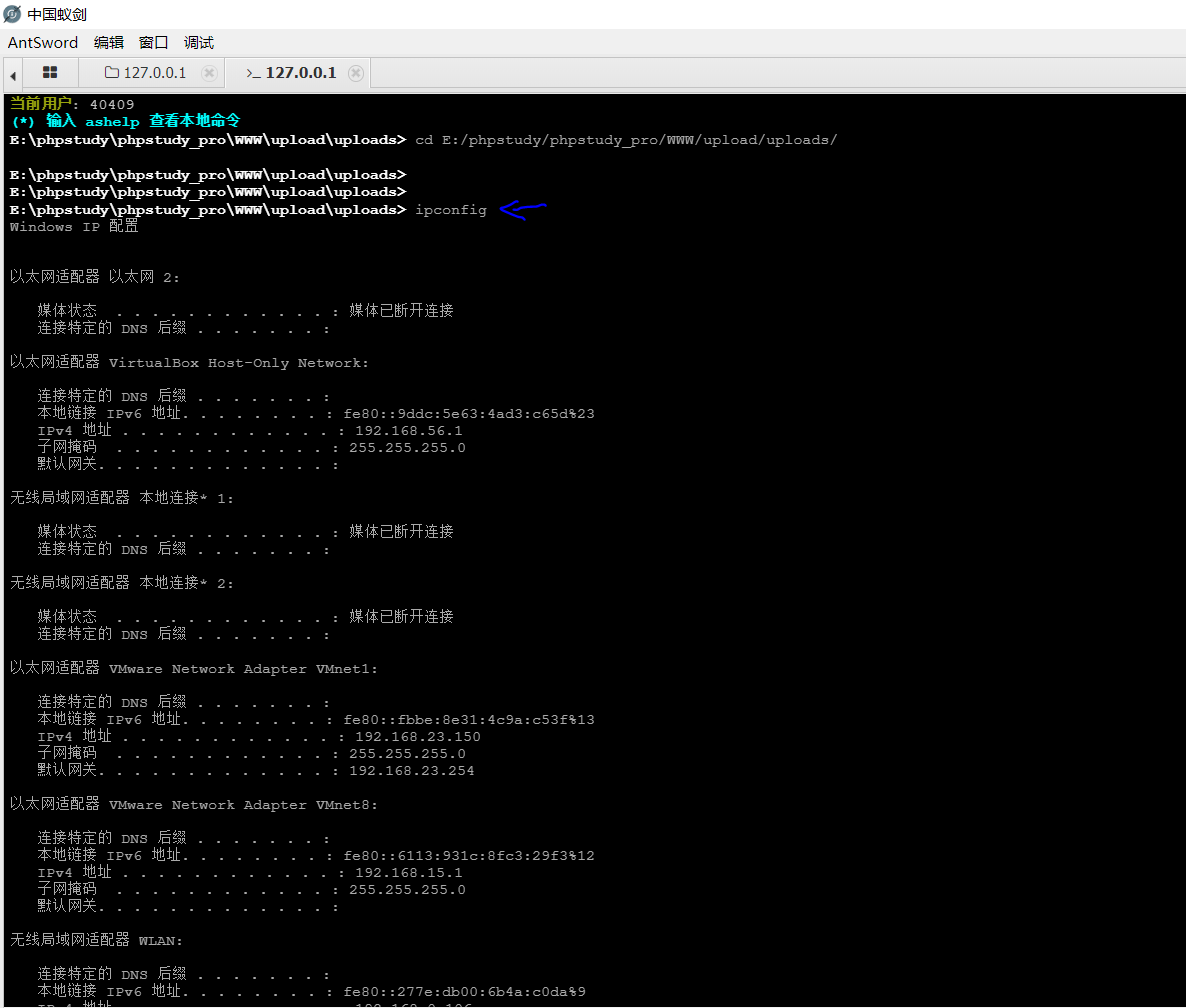 中国蚁剑
AntSword 编辑 窗口 调试
127.0.0.1 >_ 127.0.0.1
当前用户: 40409
(*) 输入 ashelp 查看本地命令
E:\phpstudy\phpstudy_pro\WWW\upload\uploads> cd E:/phpstudy/phpstudy_pro/WWW/upload/uploads/
E:\phpstudy\phpstudy_pro\WWW\upload\uploads>
E:\phpstudy\phpstudy_pro\WWW\upload\uploads>
E:\phpstudy\phpstudy_pro\WWW\upload\uploads> ipconfig
Windows IP 配置
以太网适配器 以太网 2:
媒体状态 . . . . . . . . . . . . : 媒体已断开连接
连接特定的 DNS 后缀 . . . . . . . :
以太网适配器 VirtualBox Host-Only Network:
连接特定的 DNS 后缀 . . . . . . . :
本地链接 IPv6 地址. . . . . . . . : fe80::9ddc:5e63:4ad3:c65d%23
IPv4 地址 . . . . . . . . . . . . : 192.168.56.1
子网掩码 . . . . . . . . . . . . : 255.255.255.0
默认网关. . . . . . . . . . . . . :
无线局域网适配器 本地连接* 1:
媒体状态 . . . . . . . . . . . . : 媒体已断开连接
连接特定的 DNS 后缀 . . . . . . . :
无线局域网适配器 本地连接* 2:
媒体状态 . . . . . . . . . . . . : 媒体已断开连接
连接特定的 DNS 后缀 . . . . . . . :
以太网适配器 VMware Network Adapter VMnet1:
连接特定的 DNS 后缀 . . . . . . . :
本地链接 IPv6 地址. . . . . . . . : fe80::fbbe:8e31:4c9a:c53f%13
IPv4 地址 . . . . . . . . . . . . : 192.168.23.150
子网掩码 . . . . . . . . . . . . : 255.255.255.0
默认网关. . . . . . . . . . . . . : 192.168.23.254
以太网适配器 VMware Network Adapter VMnet8:
连接特定的 DNS 后缀 . . . . . . . :
本地链接 IPv6 地址. . . . . . . . : fe80::6113:931c:8fc3:29f3%12
IPv4 地址 . . . . . . . . . . . . : 192.168.15.1
子网掩码 . . . . . . . . . . . . : 255.255.255.0
默认网关. . . . . . . . . . . . . :
无线局域网适配器 WLAN:
连接特定的 DNS 后缀 . . . . . . . :
本地链接 IPv6 地址. . . . . . . . : fe80::277e:db00:6b4a:c0da%9